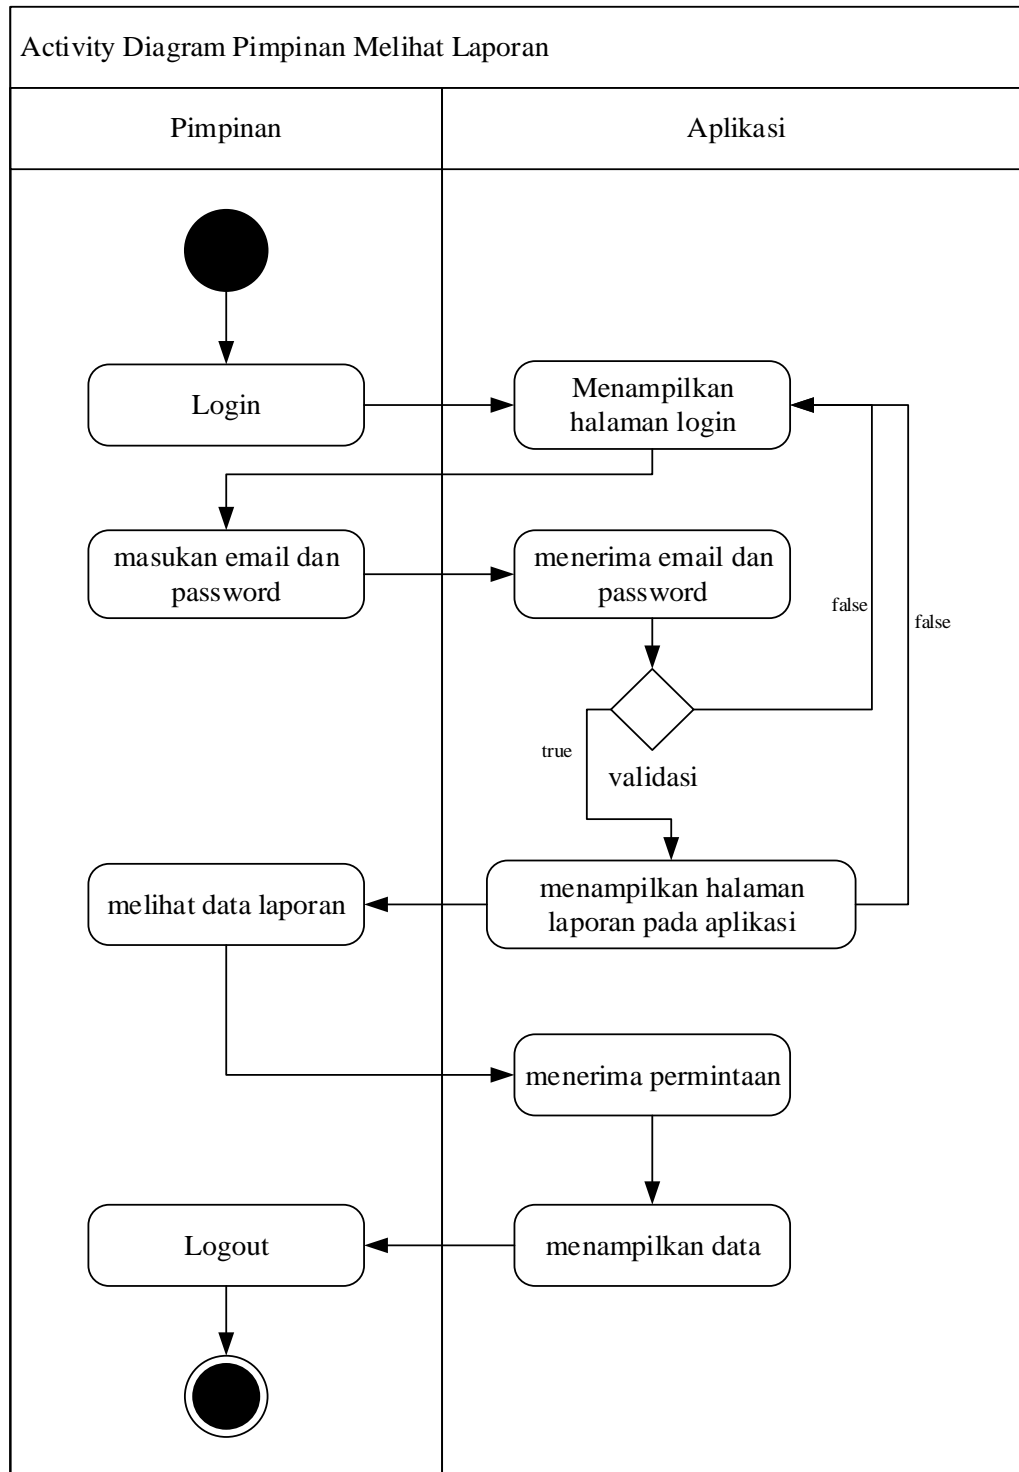 Activity Diagram Pimpinan Melihat Laporan
Pimpinan
Aplikasi
Login
Menampilkan
halaman login
masukan email dan
password
menerima email dan
password
false
false
true
validasi
melihat data laporan
menampilkan halaman
laporan pada aplikasi
menerima permintaan
Logout
menampilkan data